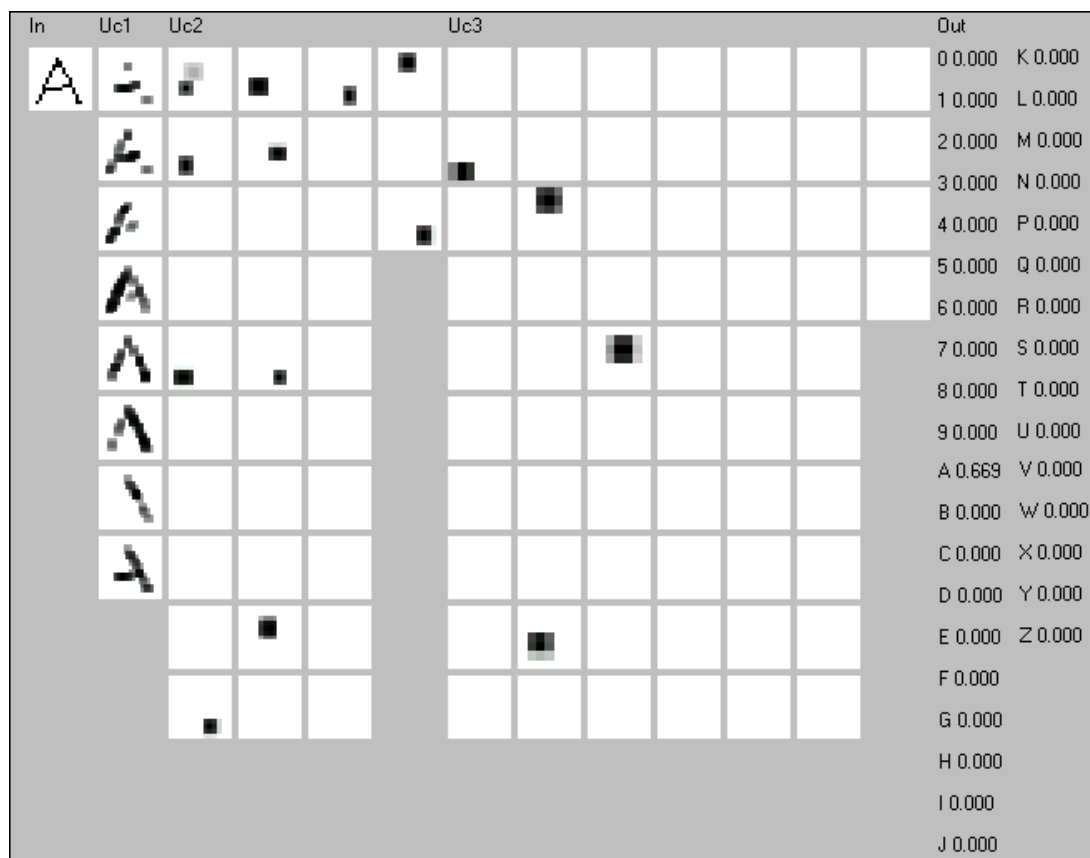 In Uc1 Uc2 Uc3 Out
A
0 0.000 K 0.000
1 0.000 L 0.000
2 0.000 M 0.000
3 0.000 N 0.000
4 0.000 P 0.000
5 0.000 Q 0.000
6 0.000 R 0.000
7 0.000 S 0.000
8 0.000 T 0.000
9 0.000 U 0.000
A 0.669 V 0.000
B 0.000 W 0.000
C 0.000 X 0.000
D 0.000 Y 0.000
E 0.000 Z 0.000
F 0.000
G 0.000
H 0.000
I 0.000
J 0.000